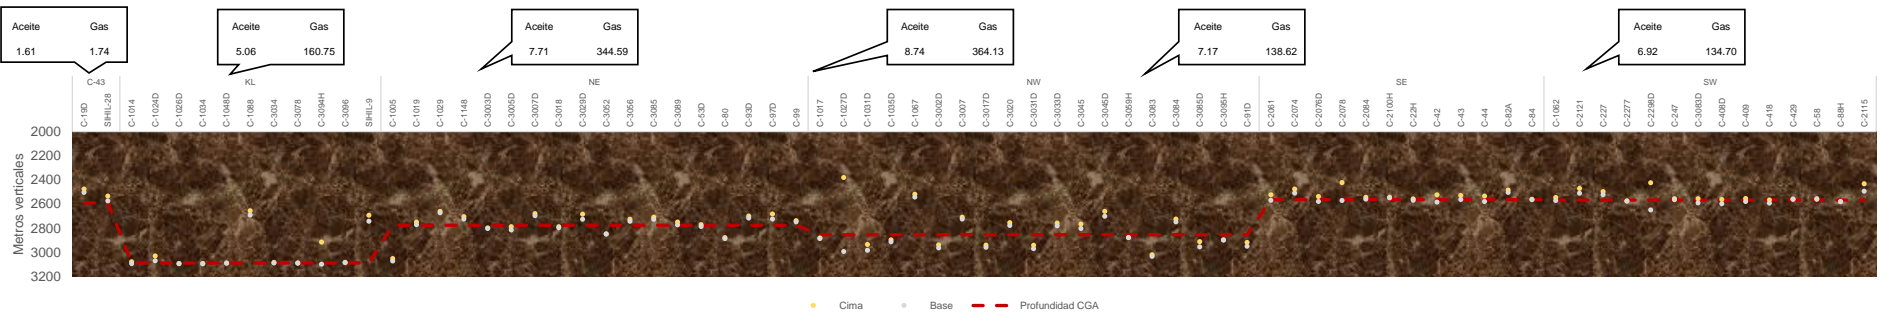 Aceite Gas
1.61 1.74
Aceite Gas
5.06 160.75
Aceite Gas
7.71 344.59
Aceite Gas
8.74 364.13
Aceite Gas
7.17 138.62
Aceite Gas
6.92 134.70
C-43 KL NE NW SE SW
C-109D
SIHIL-28
C-1014
C-1024D
C-1026D
C-1034
C-1048D
C-1088
C-3034
C-3078
C-3094H
C-3096
SIHIL-9
C-1005
C-1019
C-1029
C-148
C-3003D
C-3005D
C-3007D
C-3018
C-3029D
C-3052
C-3056
C-3085
C-3089
C-53D
C-80
C-93D
C-97D
C-99
C-1017
C-1027D
C-1031D
C-1035D
C-1067
C-3002D
C-3007
C-3017D
C-3020
C-3031D
C-3033D
C-3045
C-3045D
C-3059H
C-3083
C-3084
C-3085D
C-3095H
C-91D
C-2061
C-2074
C-2076D
C-2078
C-2084
C-2100H
C-22H
C-42
C-43
C-44
C-82A
C-84
C-1062
C-2121
C-227
C-2277
C-2298D
C-247
C-3083D
C-408D
C-409
C-418
C-429
C-58
C-88H
C-2115
Metros verticales
2000
2200
2400
2600
2800
3000
3200
Cima Base Profundidad CGA